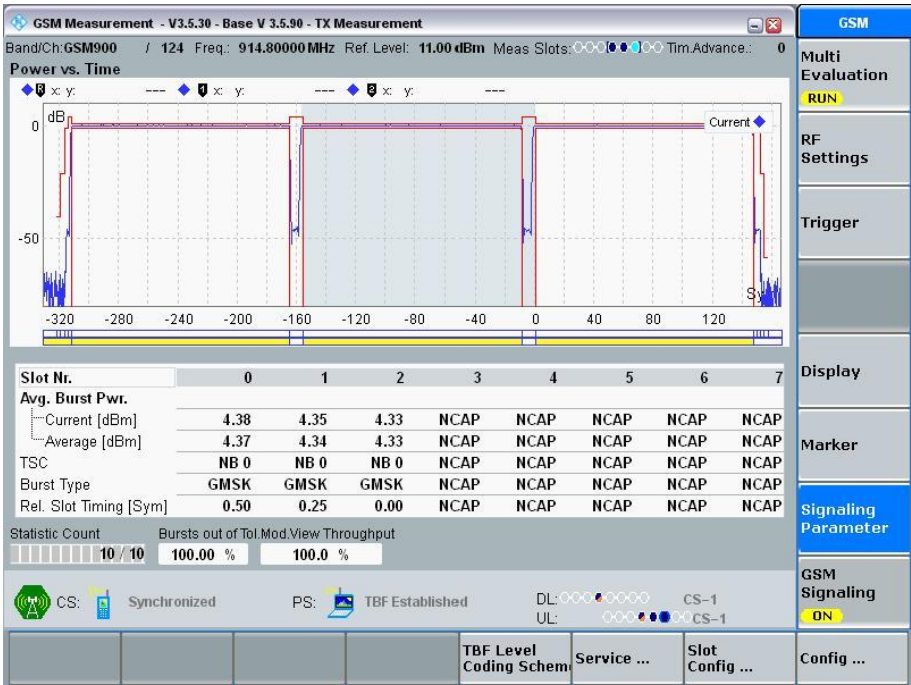 GSM Measurement - V3.5.30 - Base V 3.5.90 - TX Measurement
GSM
Band/Ch: GSM900 / 124 Freq.: 914.80000 MHz Ref. Level: 11.00 dBm Meas Slots: Tim.Advance.: 0
Power vs. Time
R x: y: --- 1 x: y: --- 2 x: y: ---
dB
Current
0
-50
Sy
-320 -280 -240 -200 -160 -120 -80 -40 0 40 80 120
Slot Nr. 0 1 2 3 4 5 6 7
Avg. Burst Pwr.
Current [dBm] 4.38 4.35 4.33 NCAP NCAP NCAP NCAP NCAP
Average [dBm] 4.37 4.34 4.33 NCAP NCAP NCAP NCAP NCAP
TSC NB 0 NB 0 NB 0 NCAP NCAP NCAP NCAP NCAP
Burst Type GMSK GMSK GMSK NCAP NCAP NCAP NCAP NCAP
Rel. Slot Timing [Sym] 0.50 0.25 0.00 NCAP NCAP NCAP NCAP NCAP
Statistic Count Bursts out of Tol. Mod.View Throughput
10 / 10 100.00 % 100.0 %
CS: Synchronized PS: TBF Established DL: CS-1
UL: CS-1
Multi
Evaluation
RUN
RF
Settings
Trigger
Display
Marker
Signaling
Parameter
GSM
Signaling
ON
TBF Level
Coding Schem
Service ...
Slot
Config ...
Config ...